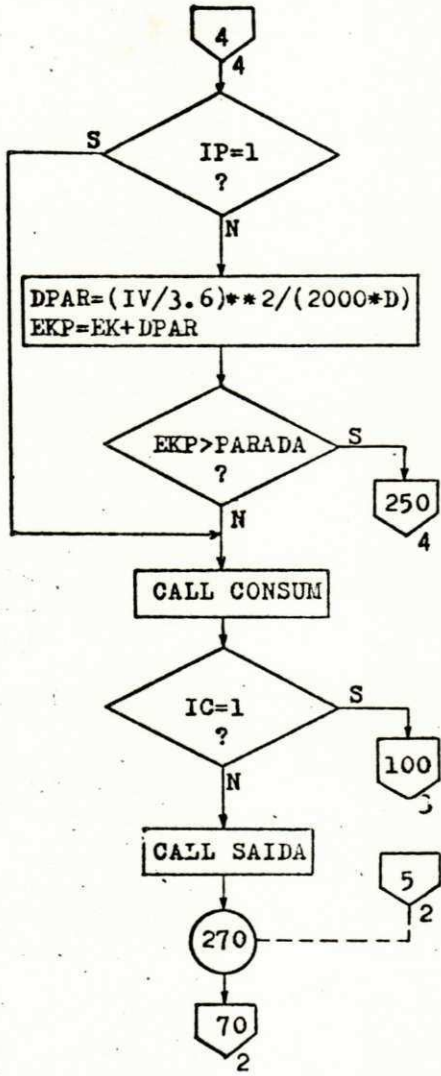 4
4
S
IP=1
?
N
DPAR=(IV/3.6)**2/(2000*D)
EKP=EK+DPAR
EKP>PARADA
?
S
250
4
N
CALL CONSUM
IC=1
?
S
100
N
CALL SAIDA
5
2
270
70
2